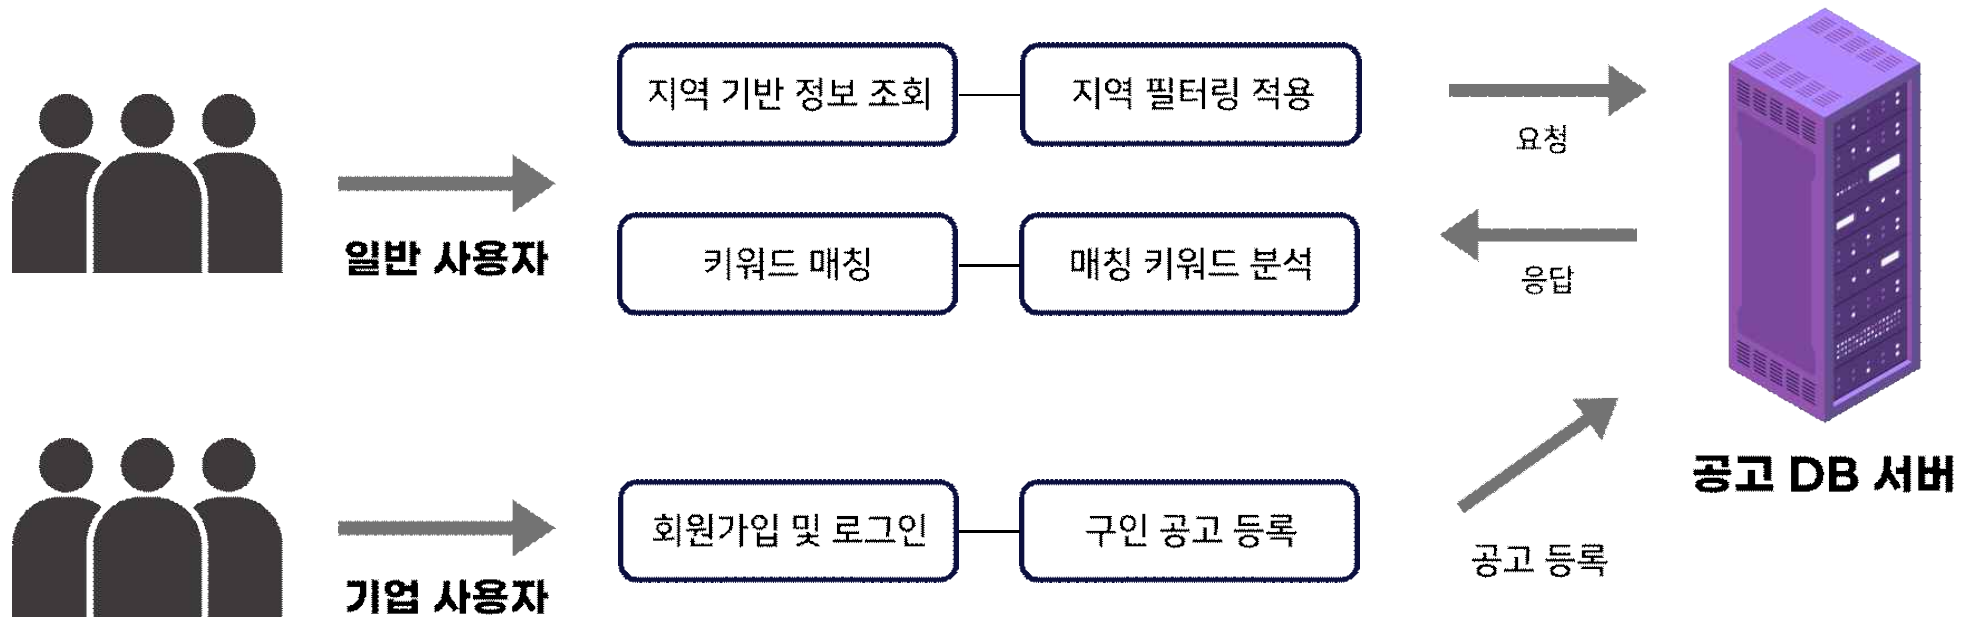 지역 기반 정보 조회
지역 필터링 적용
요청
일반 사용자
키워드 매칭
매칭 키워드 분석
응답
공고 DB 서버
회원가입 및 로그인
구인 공고 등록
공고 등록
기업 사용자